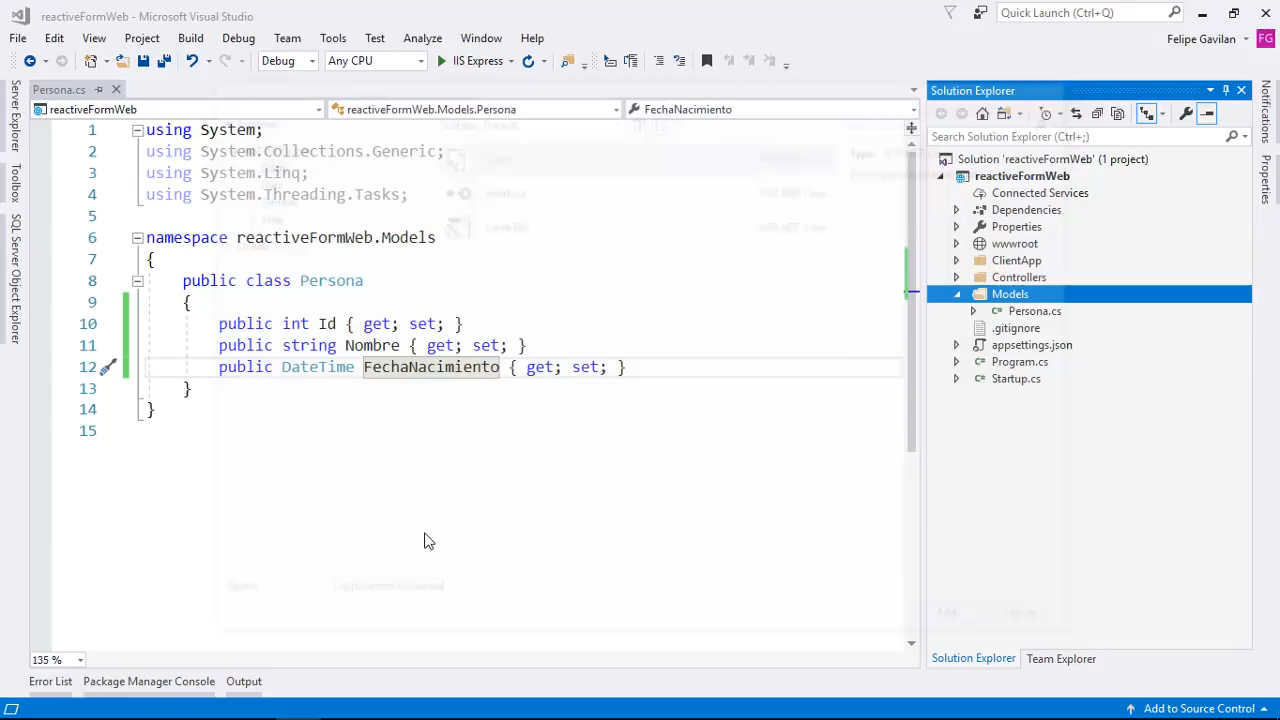 reactiveFormWeb - Microsoft Visual Studio
Quick Launch (Ctrl+Q)
File Edit View Project Build Debug Team Tools Test Analyze Window Help
Felipe Gavilan FG
Debug Any CPU IIS Express
Persona.cs
reactiveFormWeb reactiveFormWeb.Models.Persona FechaNacimiento
1 using System;
2 using System.Collections.Generic;
3 using System.Linq;
4 using System.Threading.Tasks;
5
6 namespace reactiveFormWeb.Models
7 {
8 public class Persona
9 {
10 public int Id { get; set; }
11 public string Nombre { get; set; }
12 public DateTime FechaNacimiento { get; set; }
13 }
14 }
15
135 %
Error List Package Manager Console Output
Server Explorer
Toolbox
SQL Server Object Explorer
Solution Explorer
Search Solution Explorer (Ctrl+;)
Solution 'reactiveFormWeb' (1 project)
reactiveFormWeb
Connected Services
Dependencies
Properties
wwwroot
ClientApp
Controllers
Models
Persona.cs
.gitignore
appsettings.json
Program.cs
Startup.cs
Solution Explorer Team Explorer
Notifications
Properties
Add to Source Control